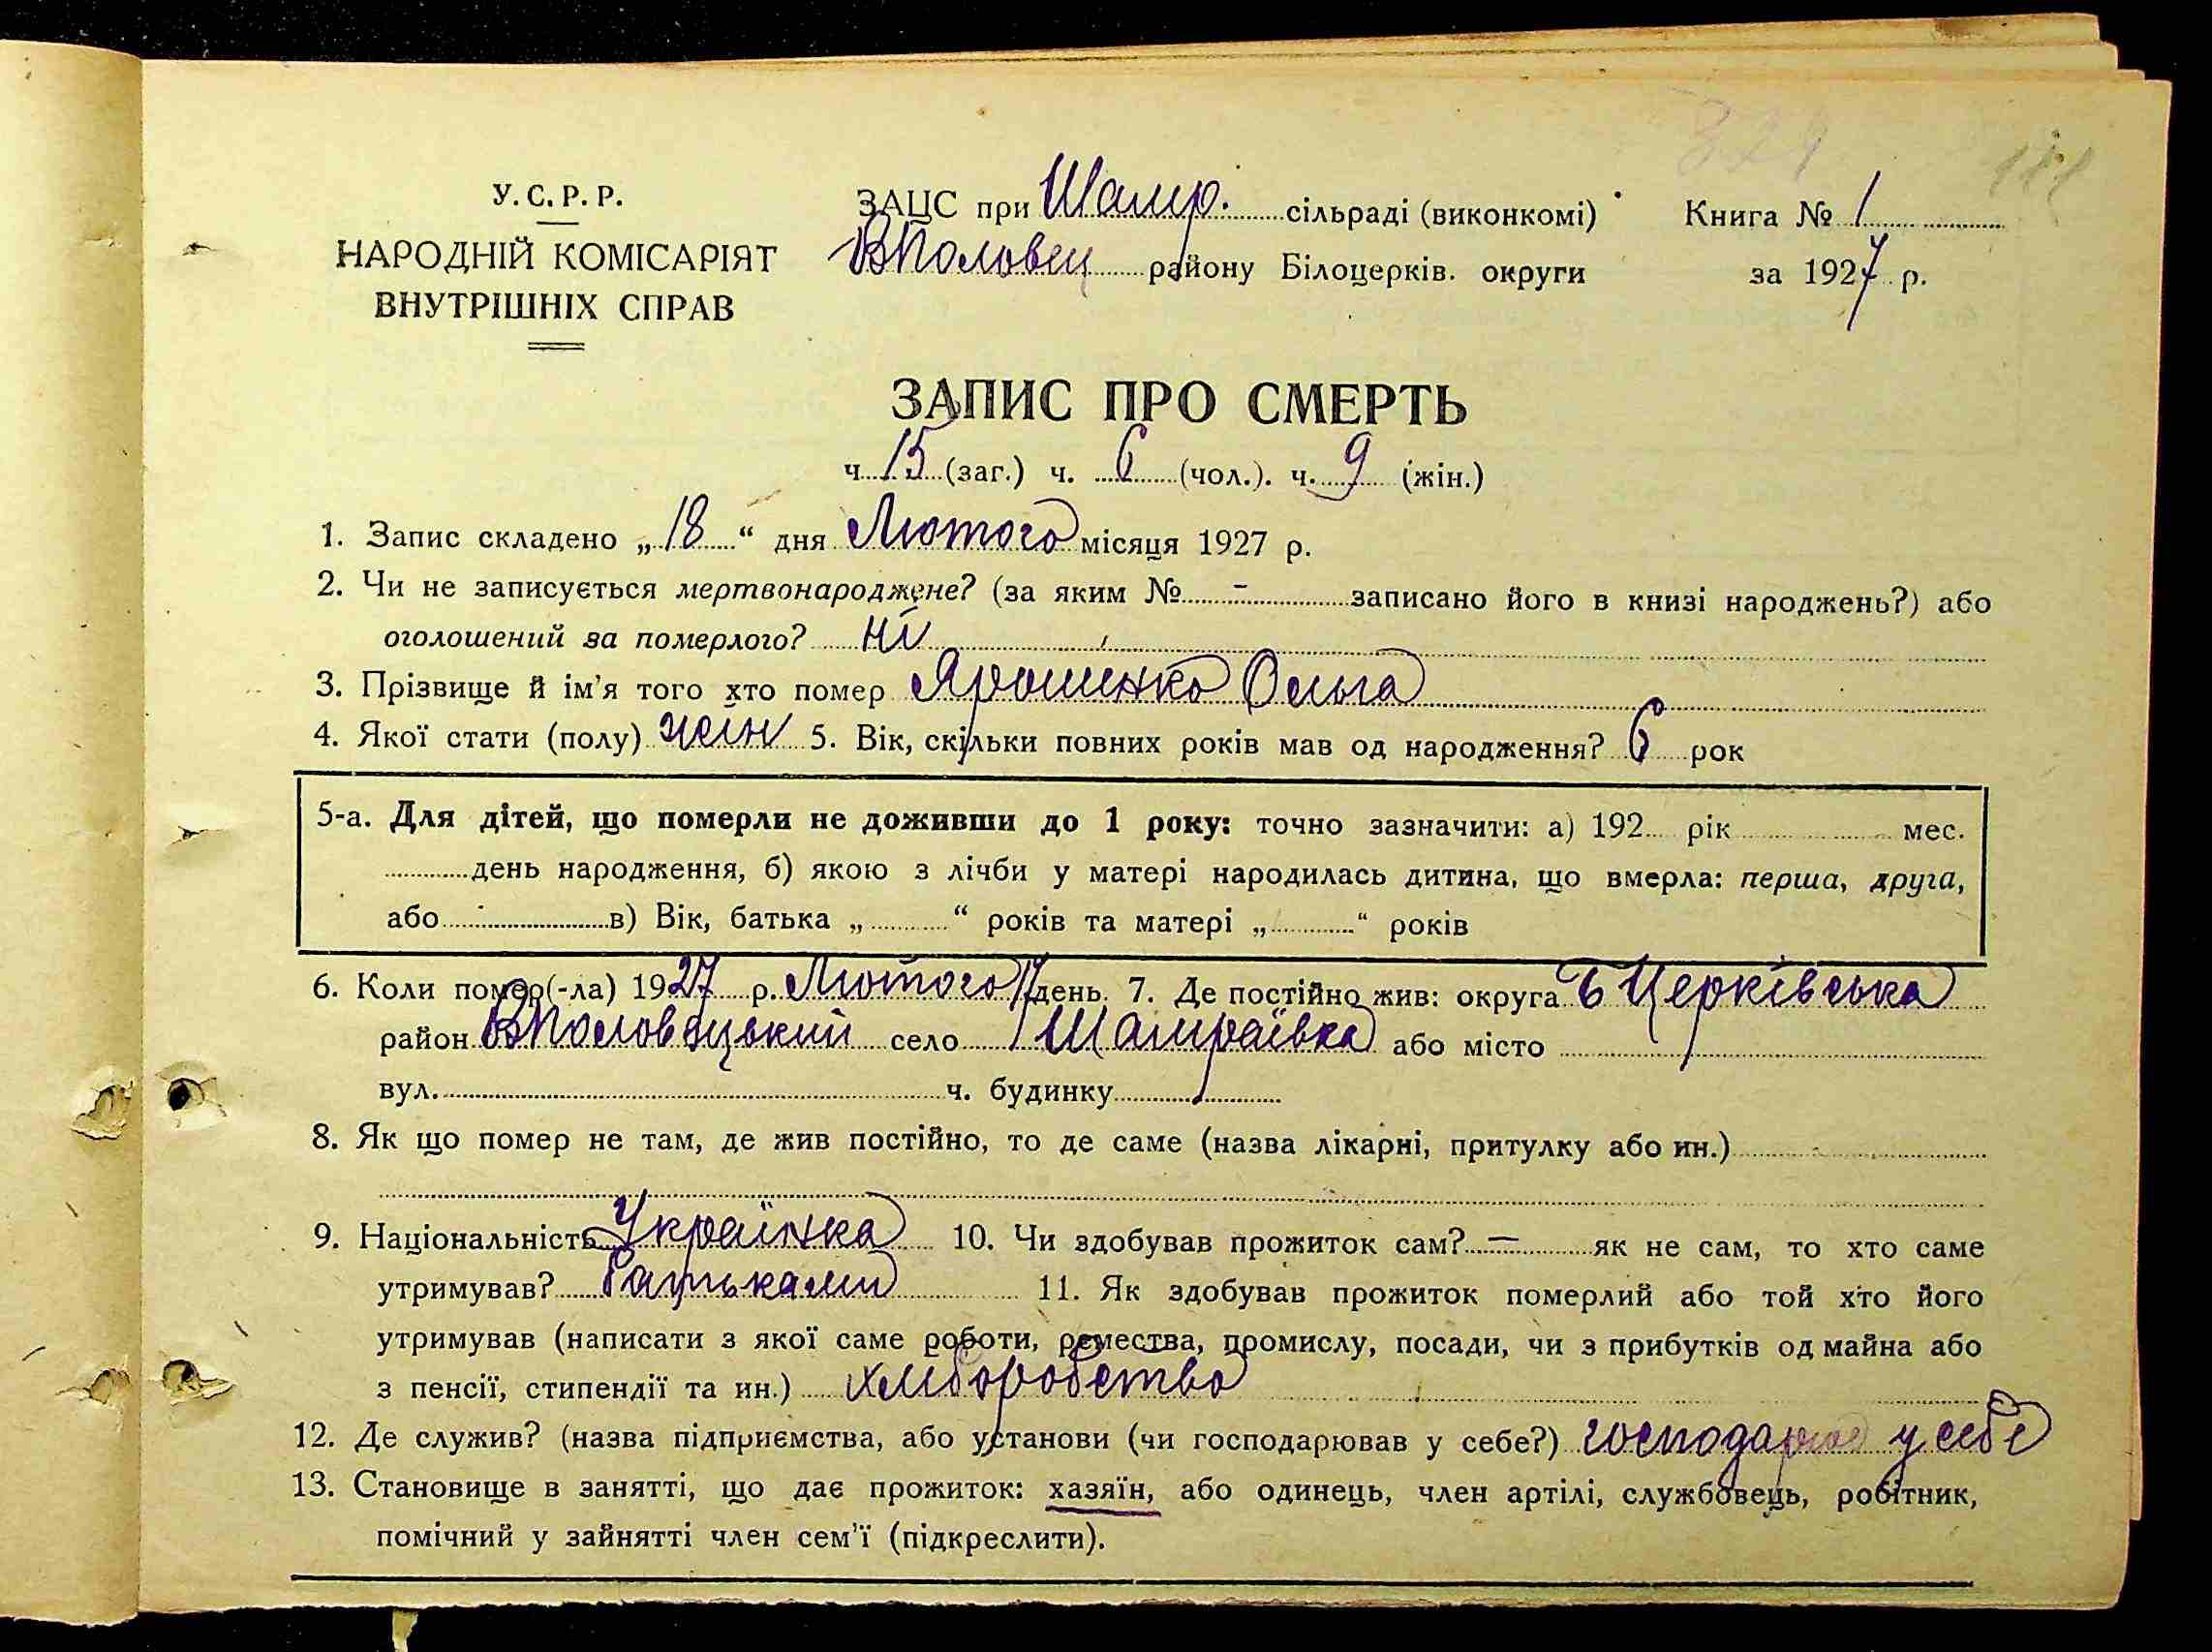 У.С.Р.Р.
НАРОДНІЙ КОМІСАРІЯТ
ВНУТРІШНІХ СПРАВ
ЗАЦС при Шамр. сільраді (виконкомі)
ВПоловец району Білоцерків. округи
Книга № 1
за 1927 р.
ЗАПИС ПРО СМЕРТЬ
ч. 15 (заг.) ч. 6 (чол.). ч. 9 (жін.)
1. Запис складено „18“ дня Лютого місяця 1927 р.
2. Чи не записується мертвонароджене? (за яким № - записано його в книзі народжень?) або
оголошений за померлого? ні
3. Прізвище й ім'я того хто помер Ярошенко Ольга
4. Якої стати (полу) жін 5. Вік, скільки повних років мав од народження? 6 рок
5-а. Для дітей, що померли не доживши до 1 року: точно зазначити: а) 192 рік мес.
день народження, б) якою з лічби у матері народилась дитина, що вмерла: перша, друга,
або в) Вік, батька „ “ років та матері „ “ років
6. Коли помер(-ла) 1927 р. Лютого 17 день. 7. Де постійно жив: округа Б Церківська
район ВПоловецький село Шамраївка або місто
вул. ч. будинку
8. Як що помер не там, де жив постійно, то де саме (назва лікарні, притулку або ин.)
9. Національність Українка 10. Чи здобував прожиток сам? — як не сам, то хто саме
утримував? Батьками 11. Як здобував прожиток померлий або той хто його
утримував (написати з якої саме роботи, ремества, промислу, посади, чи з прибутків од майна або
з пенсії, стипендії та ин.) хліборобство
12. Де служив? (назва підприємства, або установи (чи господарював у себе?) господарює у себе
13. Становище в занятті, що дає прожиток: хазяїн, або одинець, член артілі, службовець, робітник,
помічний у зайнятті член сем'ї (підкреслити).